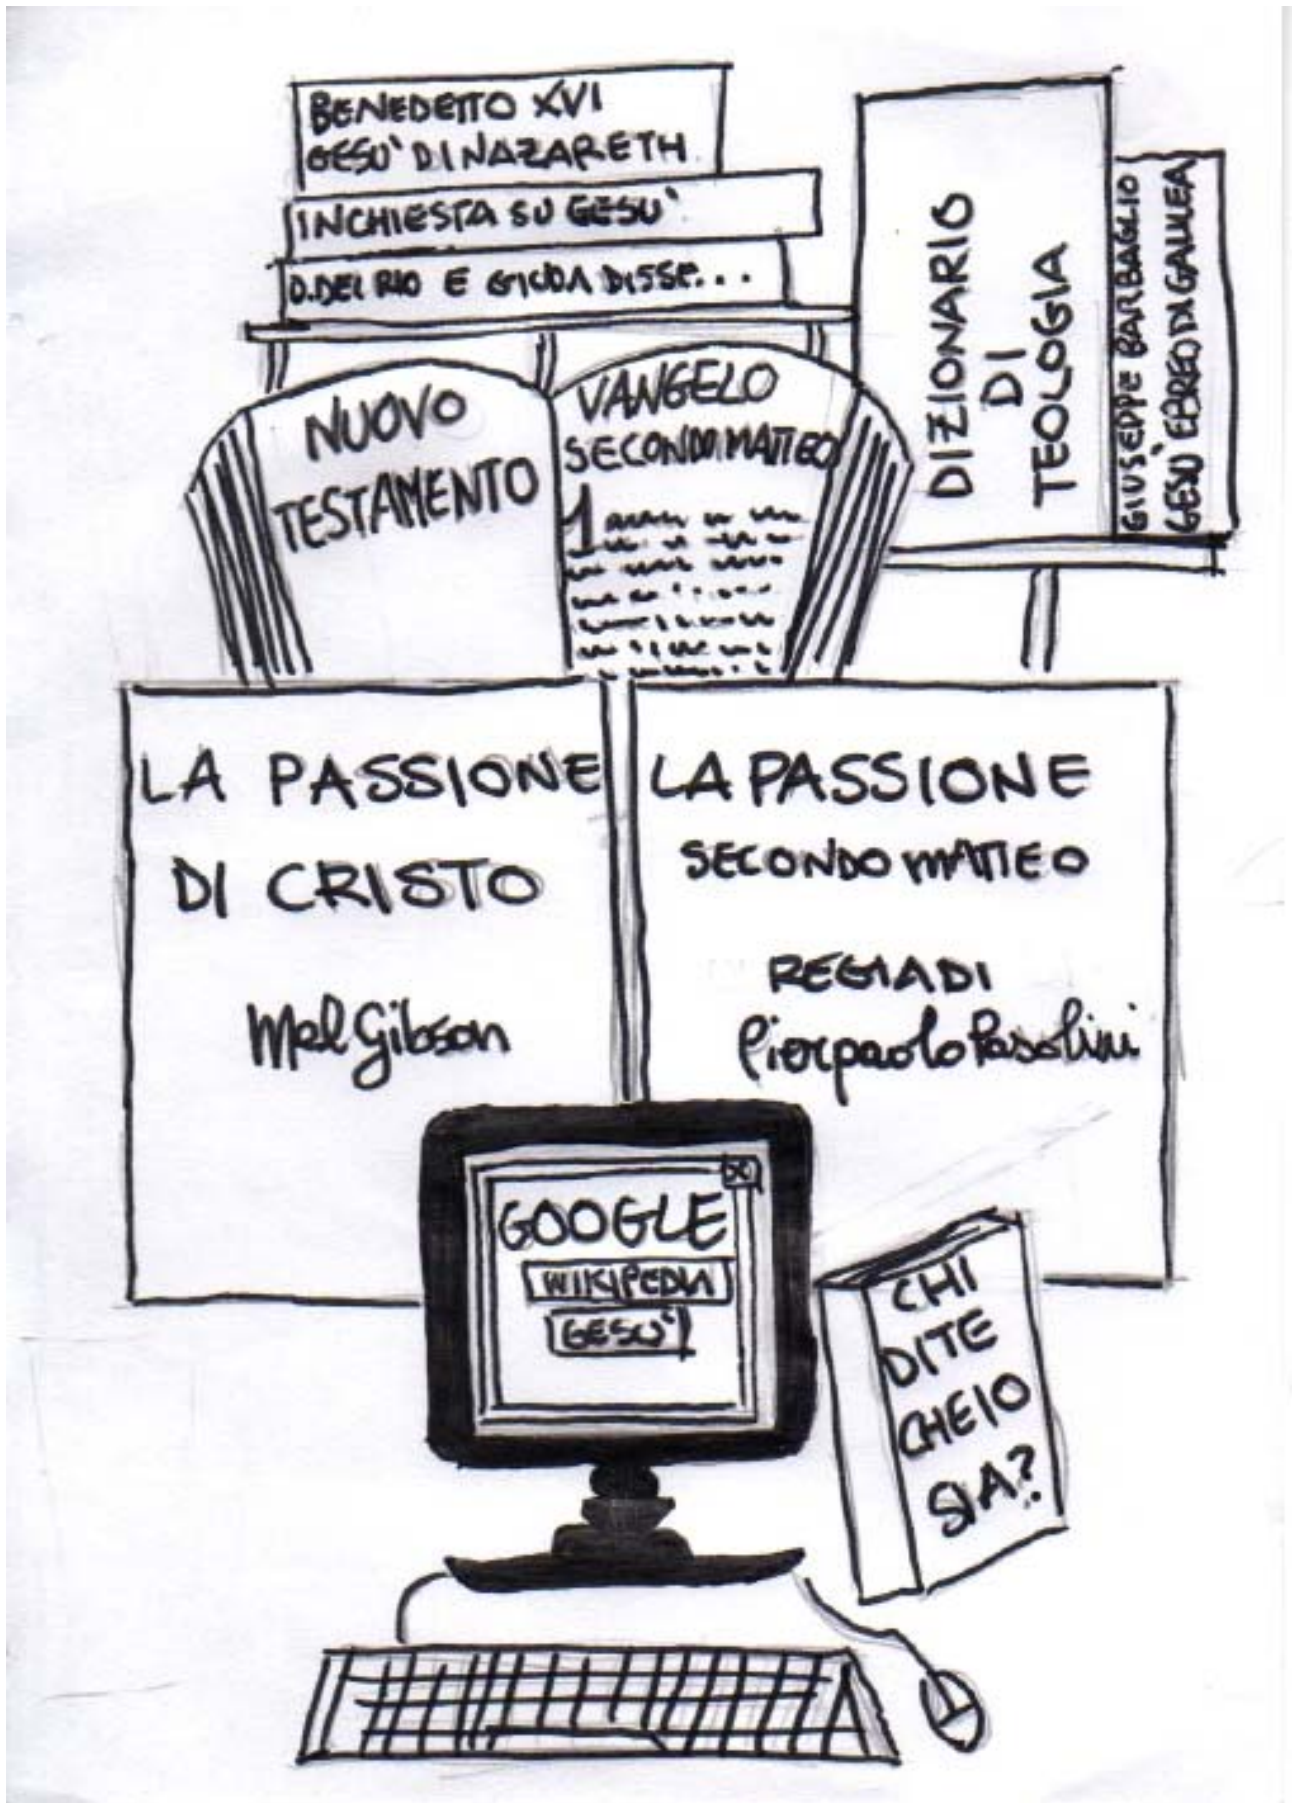 BENEDETTO XVI
GESU' DI NAZARETH
INCHIESTA SU GESU'
D. DEL RIO E GIUDA DISSE...
DIZIONARIO
DI
TEOLOGIA
GIUSEPPE BARBAGLIO
GESÙ EBREO DI GALILEA
NUOVO
TESTAMENTO
VANGELO
SECONDO MATTEO
1
LA PASSIONE
DI CRISTO
Mel Gibson
LA PASSIONE
SECONDO MATTEO
REGIA DI
Pierpaolo Pasolini
GOOGLE
WIKIPEDIA
GESU'
CHI
DITE
CHE IO
SIA?